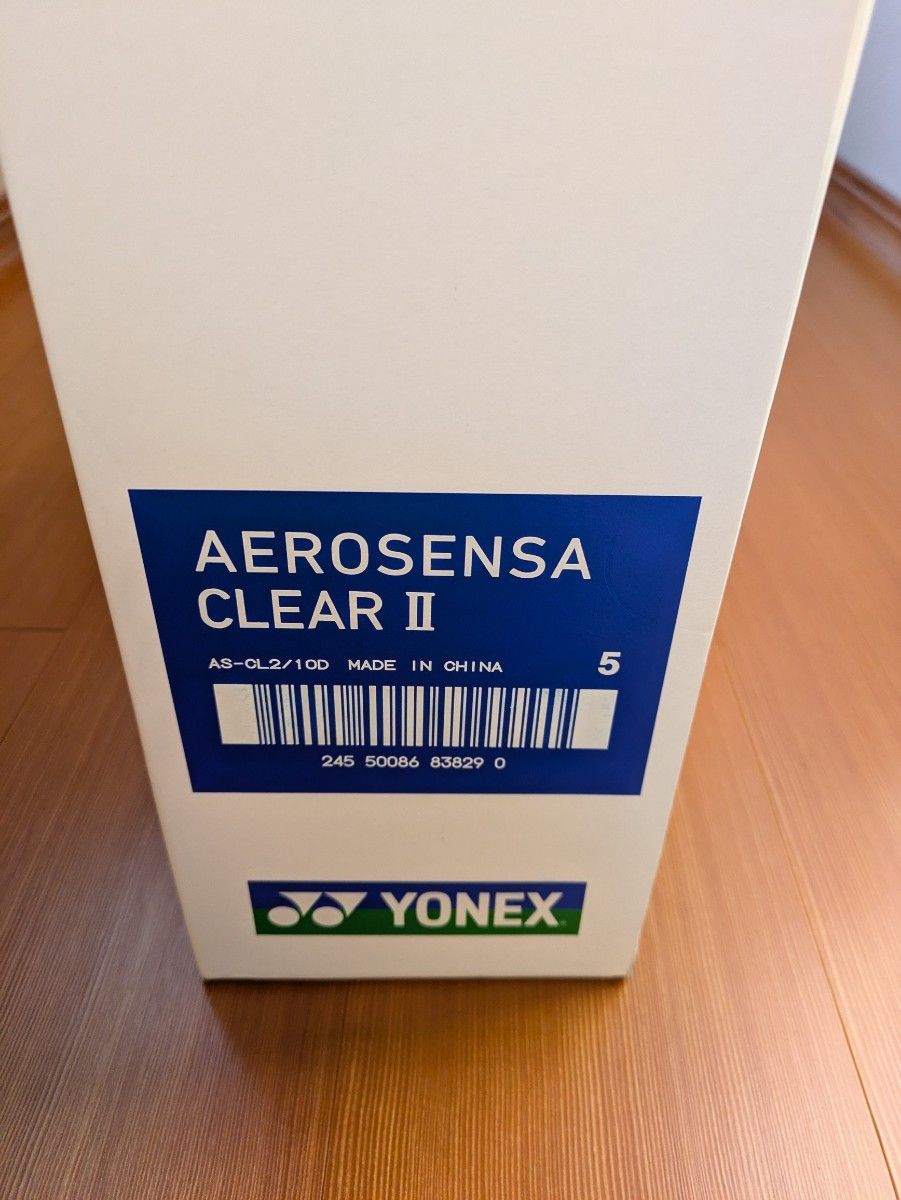 AEROSENSA
CLEAR II
AS-CL2/10D MADE IN CHINA 5
245 50086 83829 0
YONEX